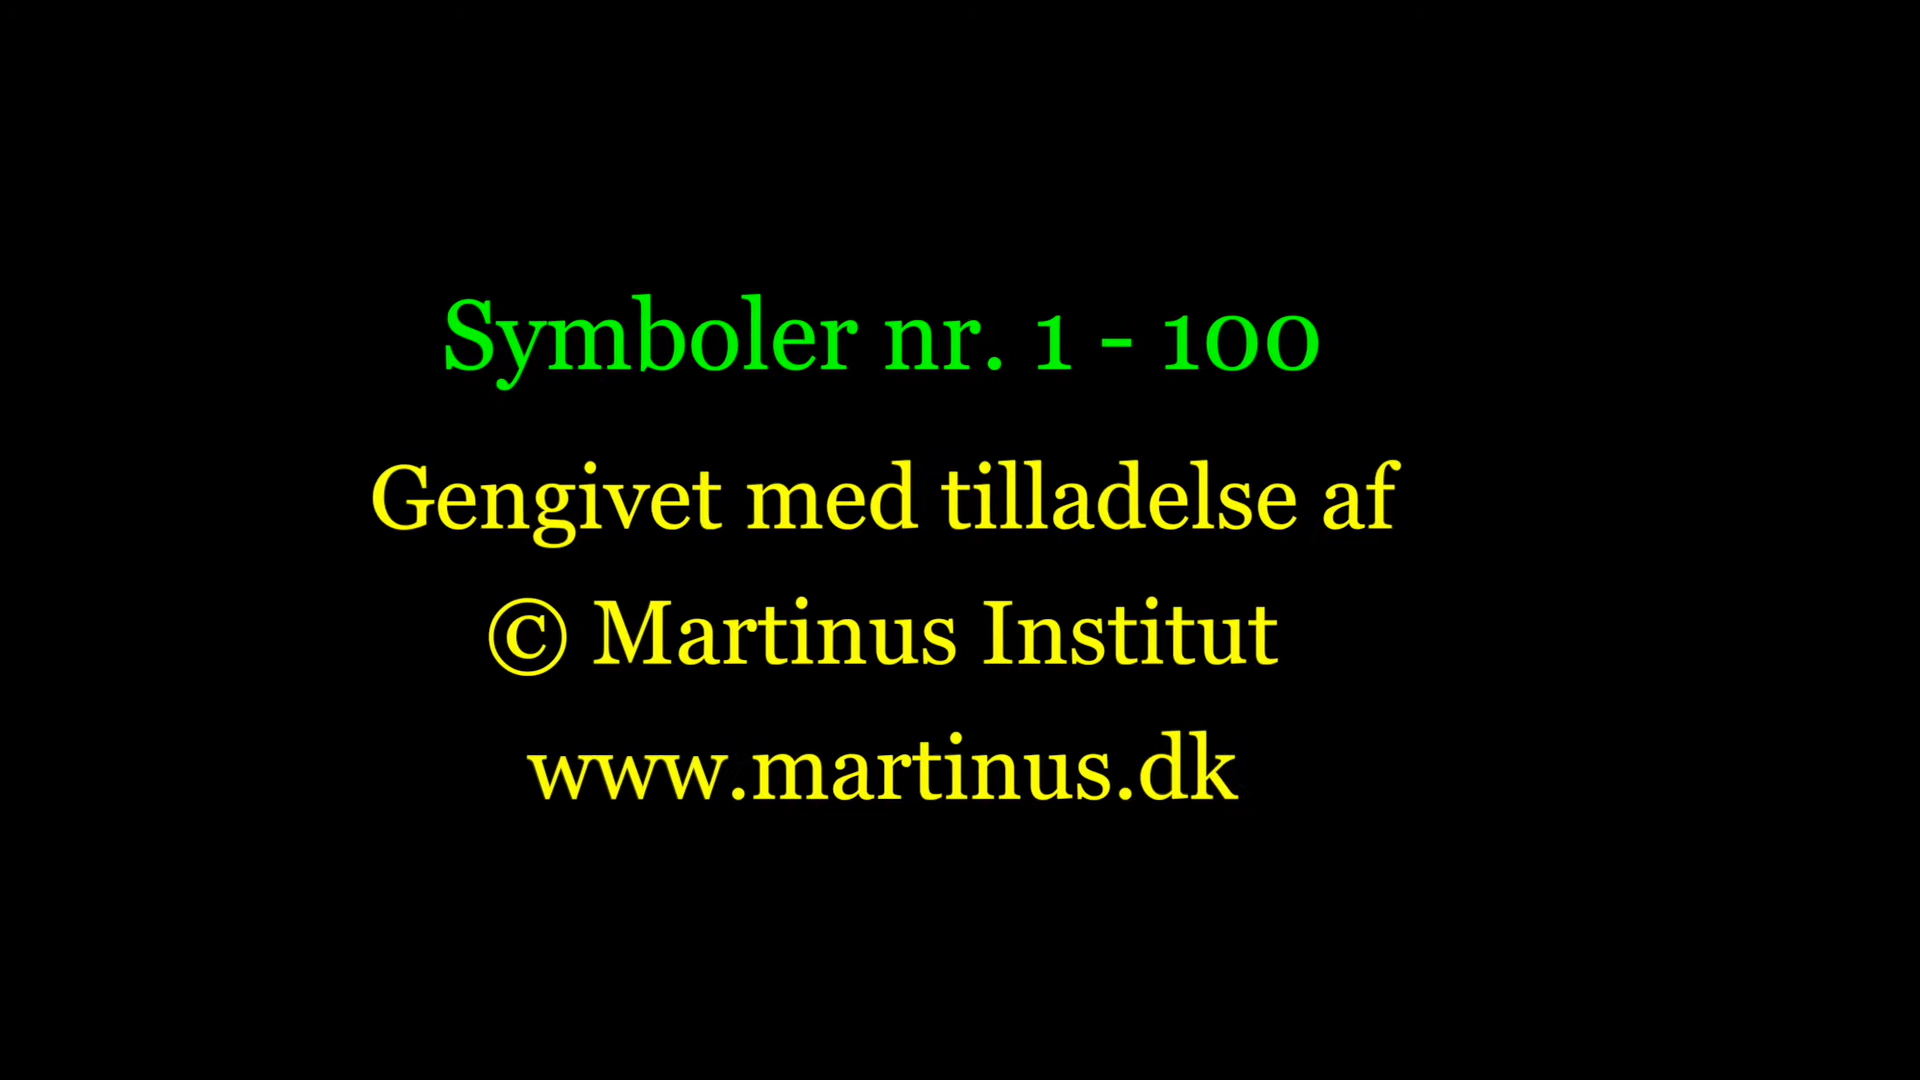 Symboler nr. 1 - 100
Gengivet med tilladelse af
© Martinus Institut
www.martinus.dk